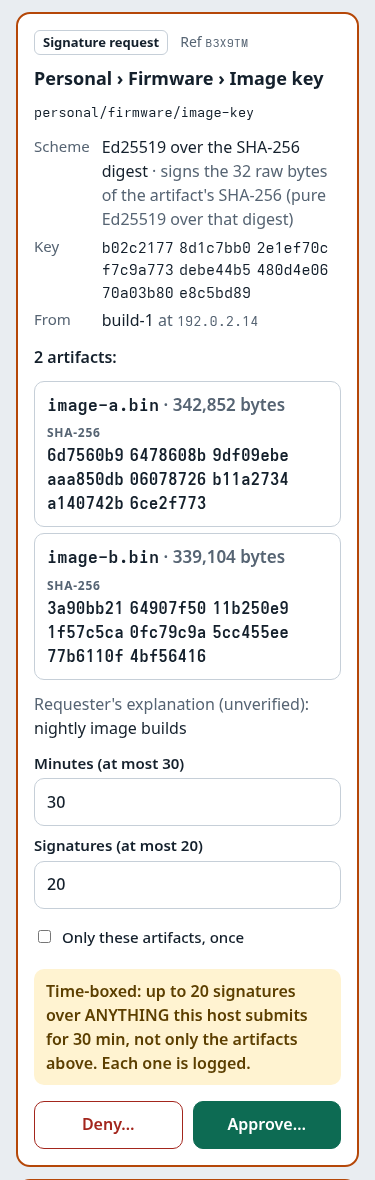 Signature request Ref B3X9TM
Personal › Firmware › Image key
personal/firmware/image-key
Scheme Ed25519 over the SHA-256
digest · signs the 32 raw bytes
of the artifact's SHA-256 (pure
Ed25519 over that digest)
Key b02c2177 8d1c7bb0 2e1ef70c
f7c9a773 debe44b5 480d4e06
70a03b80 e8c5bd89
From build-1 at 192.0.2.14
2 artifacts:
image-a.bin · 342,852 bytes
SHA-256
6d7560b9 6478608b 9df09ebe
aaa850db 06078726 b11a2734
a140742b 6ce2f773
image-b.bin · 339,104 bytes
SHA-256
3a90bb21 64907f50 11b250e9
1f57c5ca 0fc79c9a 5cc455ee
77b6110f 4bf56416
Requester's explanation (unverified):
nightly image builds
Minutes (at most 30)
30
Signatures (at most 20)
20
Only these artifacts, once
Time-boxed: up to 20 signatures
over ANYTHING this host submits
for 30 min, not only the artifacts
above. Each one is logged.
Deny… Approve…